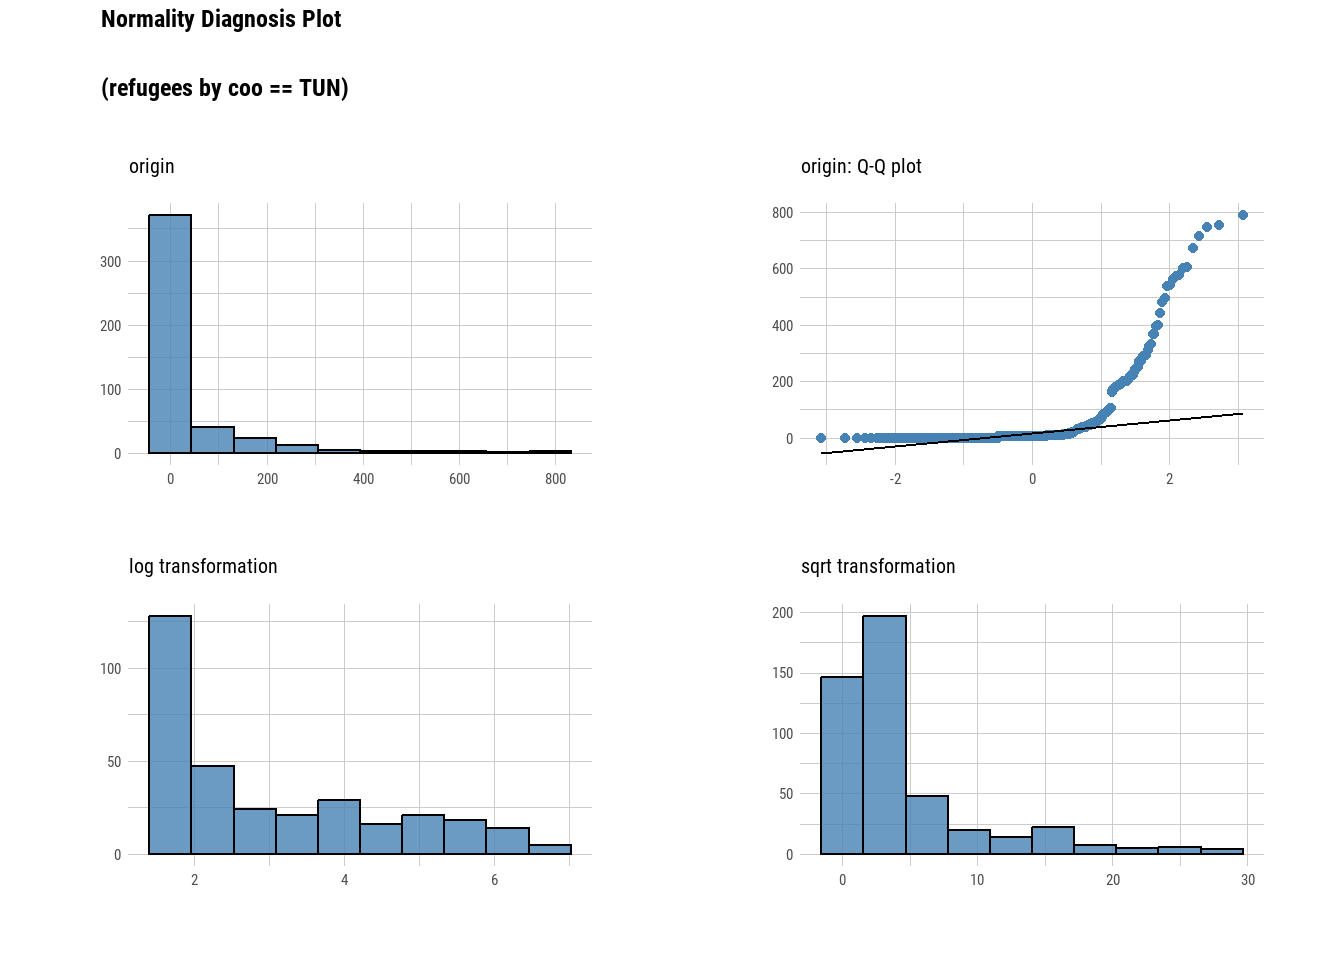 Normality Diagnosis Plot
(refugees by coo == TUN)
origin
300
200
100
0
0 200 400 600 800
origin: Q-Q plot
800
600
400
200
0
-2 0 2
log transformation
100
50
0
2 4 6
sqrt transformation
200
150
100
50
0
0 10 20 30